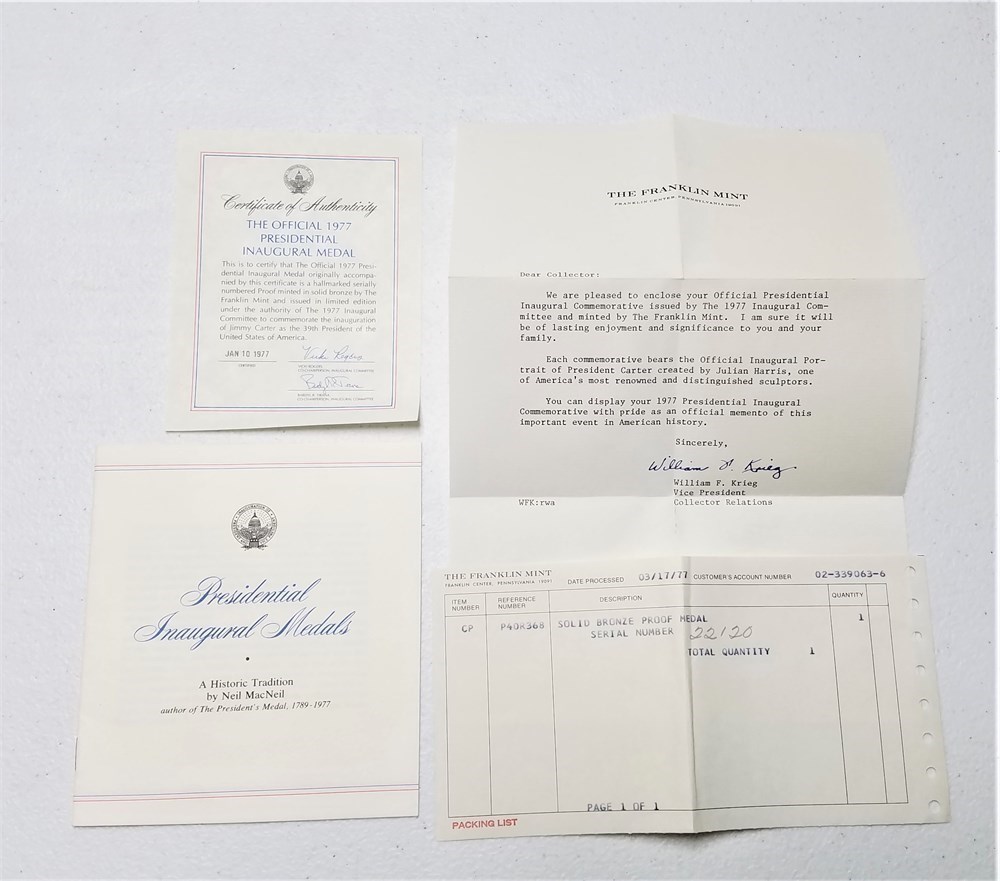 Certificate of Authenticity
THE OFFICIAL 1977
PRESIDENTIAL
INAUGURAL MEDAL
This is to certify that The Official 1977 Presi-
dential Inaugural Medal originally accompa-
nied by this certificate is a hallmarked serially
numbered Proof minted in solid bronze by The
Franklin Mint and issued in limited edition
under the authority of The 1977 Inaugural
Committee to commemorate the inauguration
of Jimmy Carter as the 39th President of the
United States of America.
JAN 10 1977
CERTIFIED
THE FRANKLIN MINT
FRANKLIN CENTER, PENNSYLVANIA 19091
Dear Collector:
We are pleased to enclose your Official Presidential
Inaugural Commemorative issued by The 1977 Inaugural Com-
mittee and minted by The Franklin Mint. I am sure it will
be of lasting enjoyment and significance to you and your
family.
Each commemorative bears the Official Inaugural Por-
trait of President Carter created by Julian Harris, one
of America's most renowned and distinguished sculptors.
You can display your 1977 Presidential Inaugural
Commemorative with pride as an official memento of this
important event in American history.
Sincerely,
William F. Krieg
William F. Krieg
Vice President
WFK:rwa Collector Relations
Presidential
Inaugural Medals
A Historic Tradition
by Neil MacNeil
author of The President's Medal, 1789-1977
THE FRANKLIN MINT
FRANKLIN CENTER, PENNSYLVANIA 19091
DATE PROCESSED 03/17/77 CUSTOMER'S ACCOUNT NUMBER 02-339063-6
ITEM NUMBER REFERENCE NUMBER DESCRIPTION QUANTITY
CP P40R368 SOLID BRONZE PROOF MEDAL 1
SERIAL NUMBER 22120
TOTAL QUANTITY 1
PAGE 1 OF 1
PACKING LIST